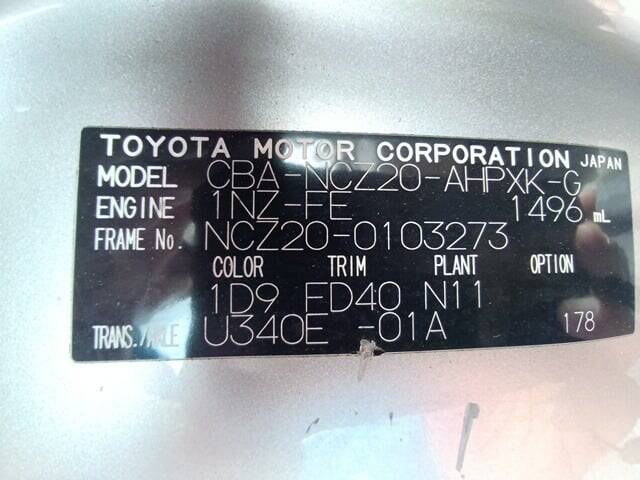 TOYOTA MOTOR CORPORATION JAPAN
MODEL CBA-NCZ20-AHPXK-G
ENGINE 1NZ-FE 1496 mL
FRAME No. NCZ20-0103273
COLOR TRIM PLANT OPTION
1D9 FD40 N11
TRANS./AXLE U340E -01A 178